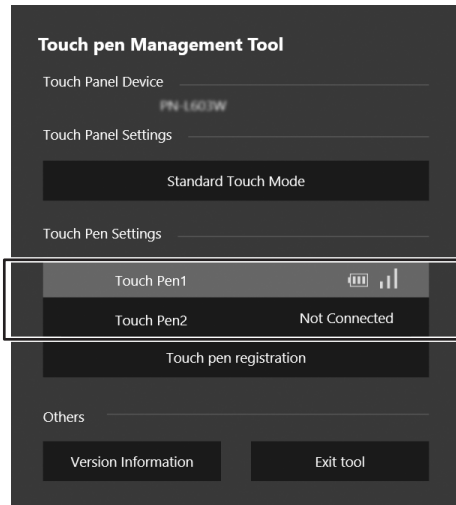 Touch pen Management Tool
Touch Panel Device
PN-L603W
Touch Panel Settings
Standard Touch Mode
Touch Pen Settings
Touch Pen1
Touch Pen2 Not Connected
Touch pen registration
Others
Version Information Exit tool